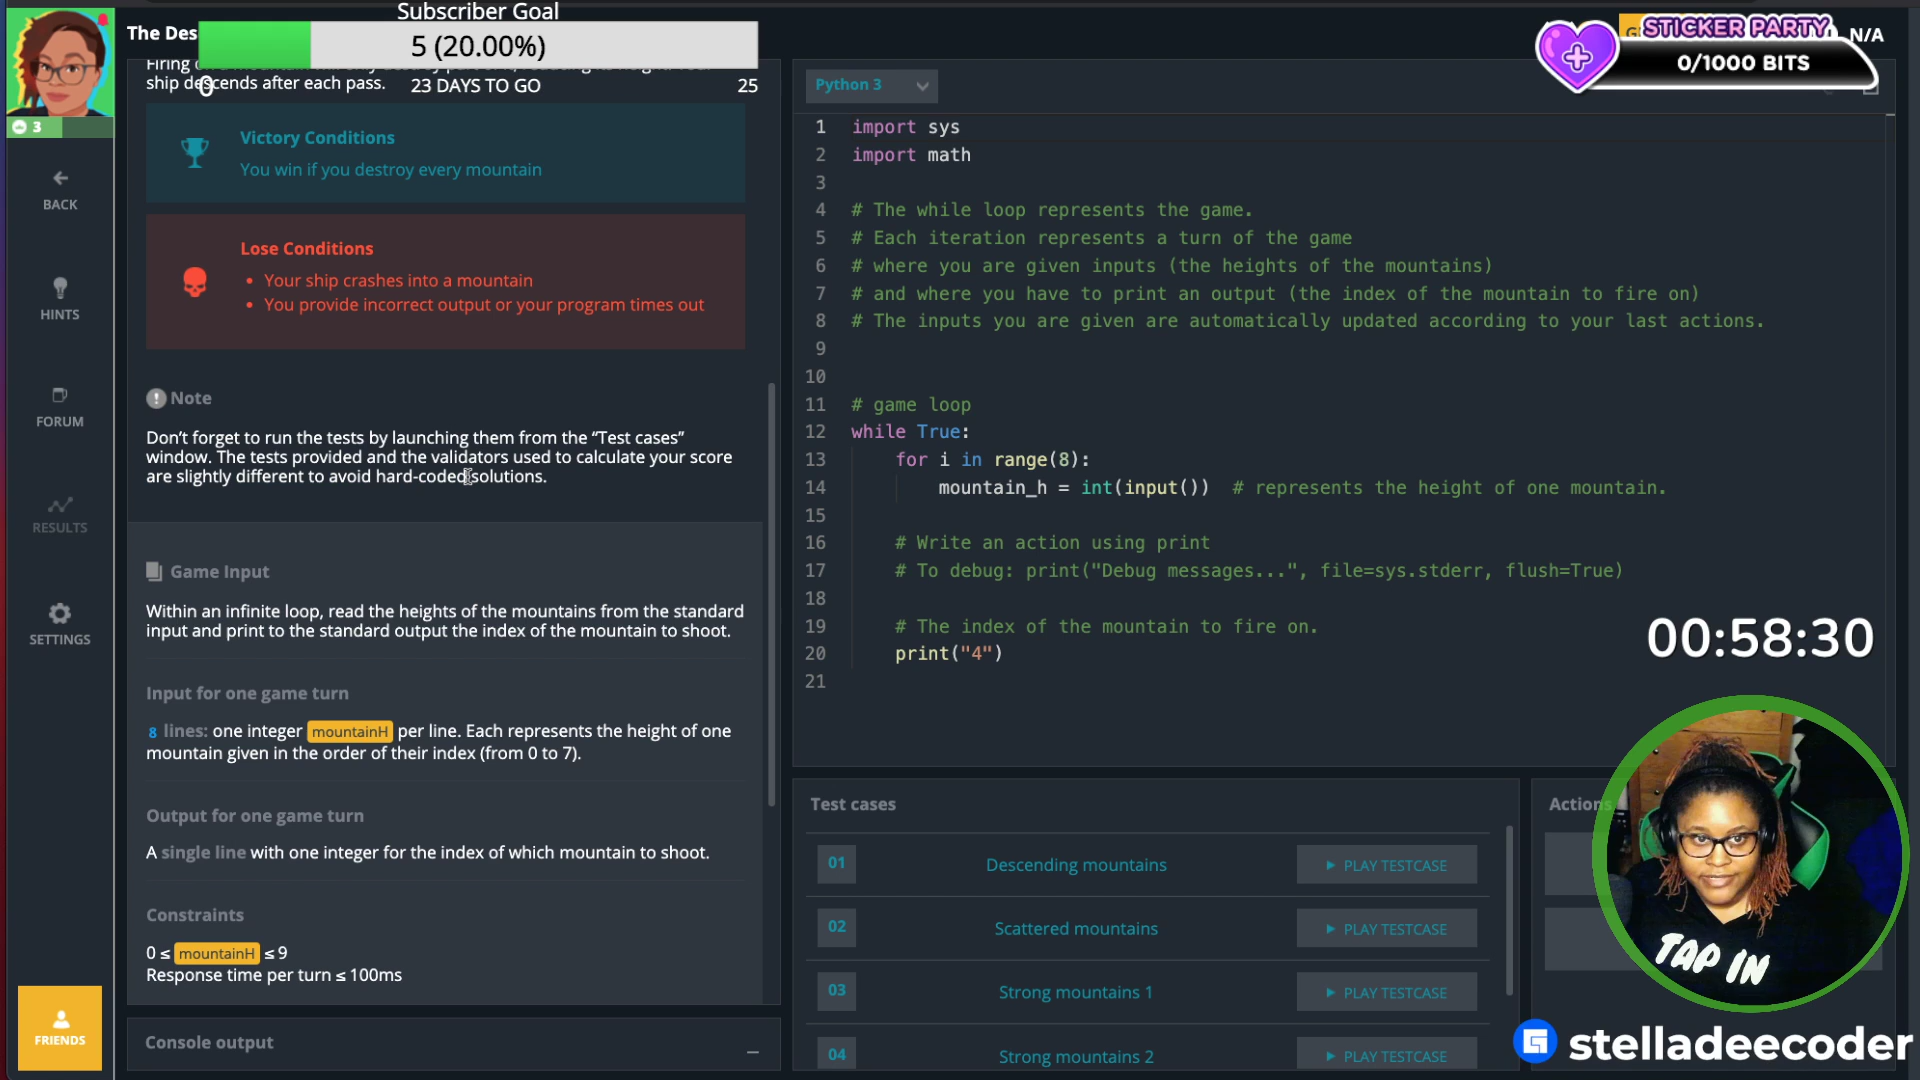 Subscriber Goal
5 (20.00%)
0
23 DAYS TO GO
25
The Des
ship descends after each pass.
STICKER PARTY
0/1000 BITS
N/A
3
BACK
HINTS
FORUM
RESULTS
SETTINGS
FRIENDS
Victory Conditions
You win if you destroy every mountain
Lose Conditions
• Your ship crashes into a mountain
• You provide incorrect output or your program times out
Note
Don't forget to run the tests by launching them from the “Test cases”
window. The tests provided and the validators used to calculate your score
are slightly different to avoid hard-coded solutions.
Game Input
Within an infinite loop, read the heights of the mountains from the standard
input and print to the standard output the index of the mountain to shoot.
Input for one game turn
8 lines: one integer mountainH per line. Each represents the height of one
mountain given in the order of their index (from 0 to 7).
Output for one game turn
A single line with one integer for the index of which mountain to shoot.
Constraints
0 ≤ mountainH ≤ 9
Response time per turn ≤ 100ms
Console output
Python 3
1 import sys
2 import math
3
4 # The while loop represents the game.
5 # Each iteration represents a turn of the game
6 # where you are given inputs (the heights of the mountains)
7 # and where you have to print an output (the index of the mountain to fire on)
8 # The inputs you are given are automatically updated according to your last actions.
9
10
11 # game loop
12 while True:
13 for i in range(8):
14 mountain_h = int(input()) # represents the height of one mountain.
15
16 # Write an action using print
17 # To debug: print("Debug messages...", file=sys.stderr, flush=True)
18
19 # The index of the mountain to fire on.
20 print("4")
21
00:58:30
Test cases
01 Descending mountains PLAY TESTCASE
02 Scattered mountains PLAY TESTCASE
03 Strong mountains 1 PLAY TESTCASE
04 Strong mountains 2 PLAY TESTCASE
Actions
TAP IN
stelladeecoder